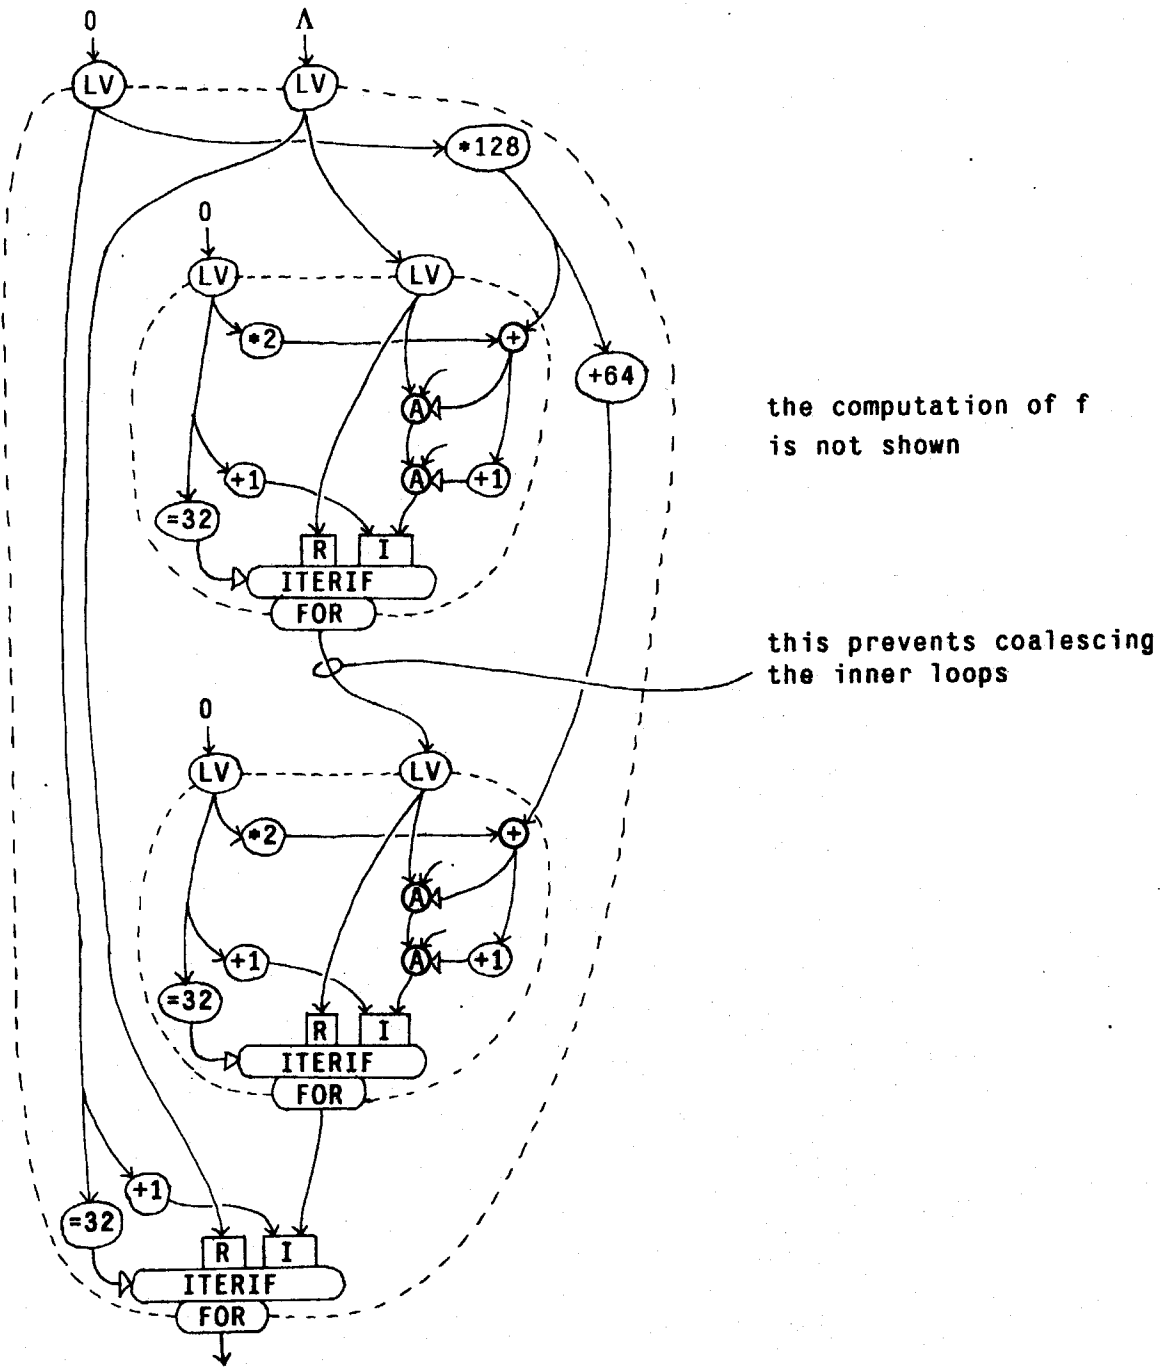 0 Λ
LV LV
*128
0
LV LV
*2 +
+64
A
the computation of f
is not shown
+1 A +1
=32
R I
ITERIF
FOR
this prevents coalescing
the inner loops
0
LV LV
*2 +
A
+1 A +1
=32
R I
ITERIF
FOR
+1
=32
R I
ITERIF
FOR